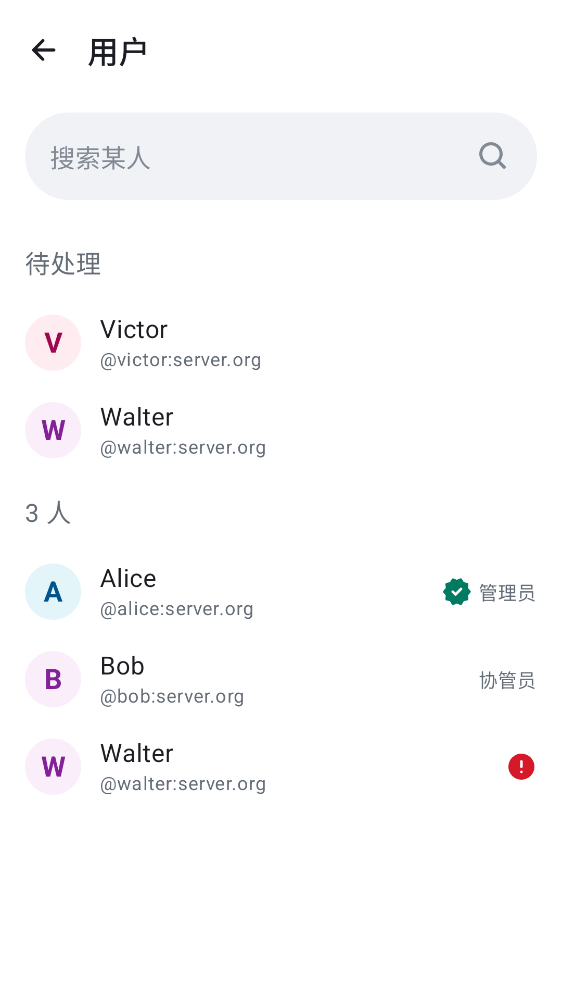 用户
搜索某人
待处理
V
Victor
@victor:server.org
W
Walter
@walter:server.org
3 人
A
Alice
@alice:server.org
管理员
B
Bob
@bob:server.org
协管员
W
Walter
@walter:server.org